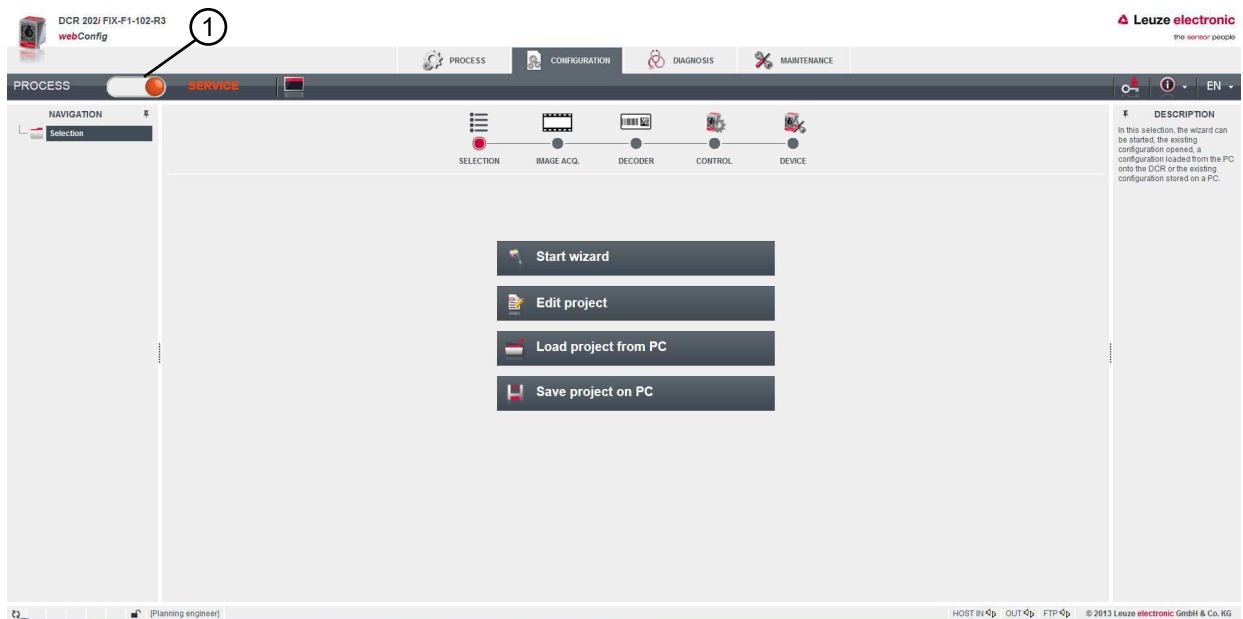 DCR 202i FIX-F1-102-R3
webConfig
1
Leuze electronic
the sensor people
PROCESS
CONFIGURATION
DIAGNOSIS
MAINTENANCE
PROCESS
SERVICE
EN
NAVIGATION
Selection
SELECTION
IMAGE ACQ.
DECODER
CONTROL
DEVICE
DESCRIPTION
In this selection, the wizard can
be started, the existing
configuration opened, a
configuration loaded from the PC
onto the DCR or the existing
configuration stored on a PC.
Start wizard
Edit project
Load project from PC
Save project on PC
[Planning engineer]
HOST IN OUT FTP © 2013 Leuze electronic GmbH & Co. KG